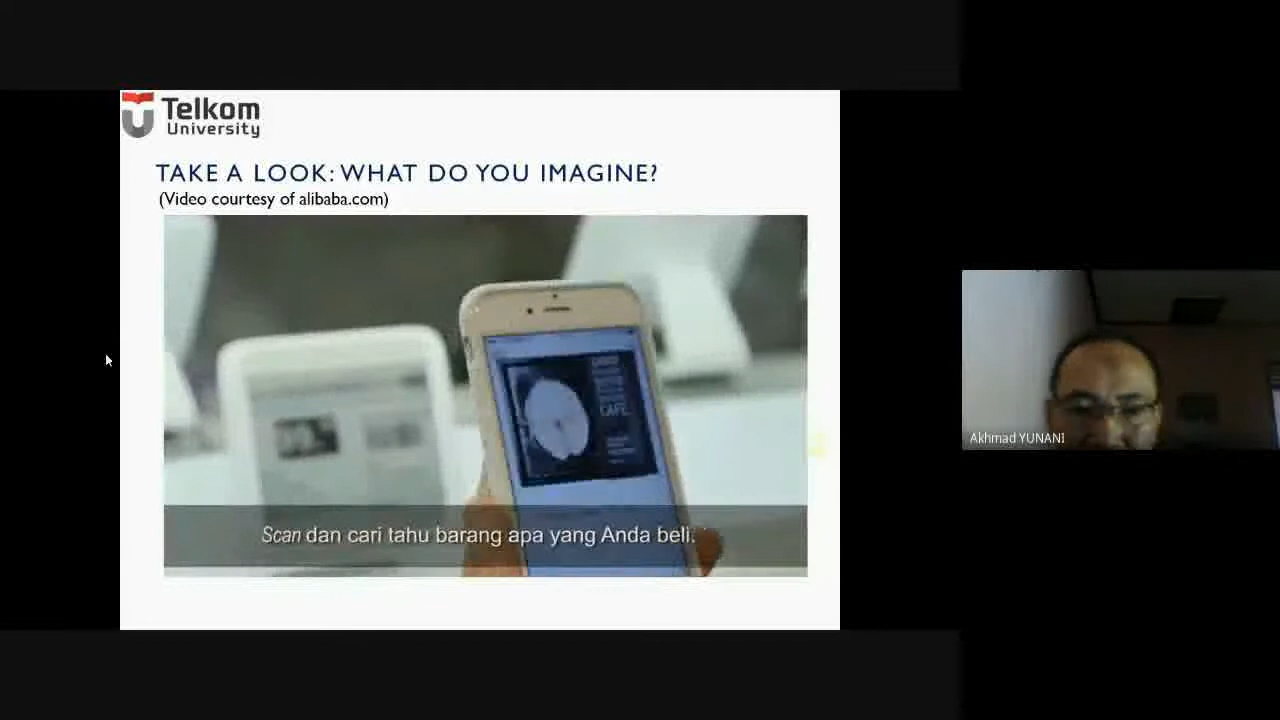 Telkom
University
TAKE A LOOK: WHAT DO YOU IMAGINE?
(Video courtesy of alibaba.com)
CAFE
Scan dan cari tahu barang apa yang Anda beli.
Akhmad YUNANI